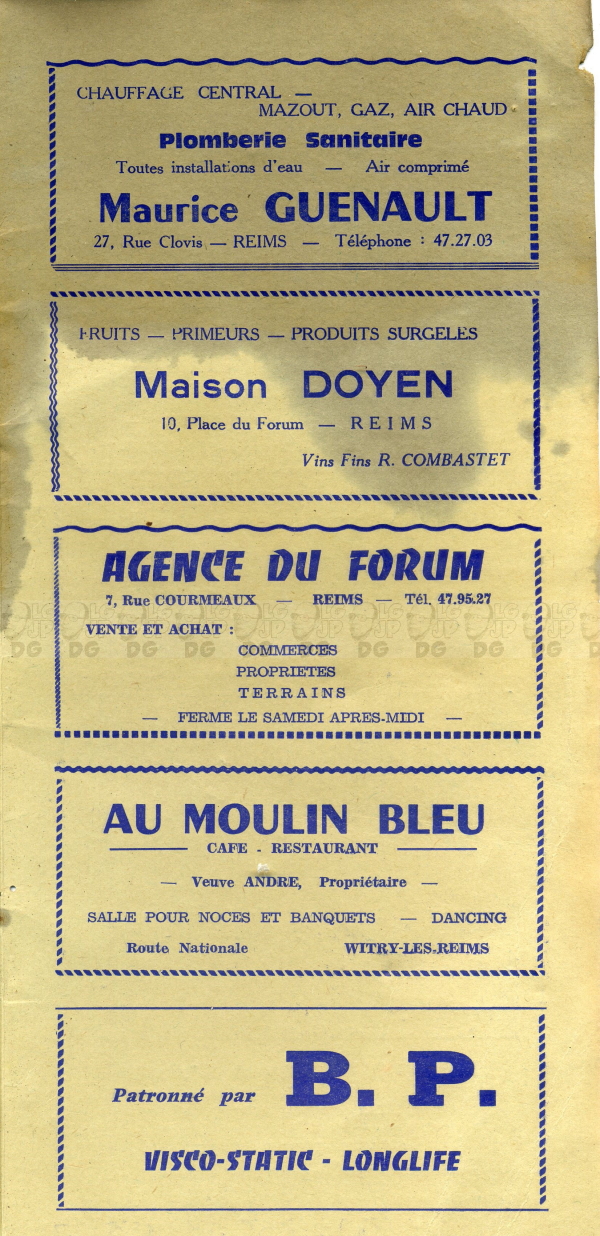 CHAUFFAGE CENTRAL —
MAZOUT, GAZ, AIR CHAUD
Plomberie Sanitaire
Toutes installations d'eau — Air comprimé
Maurice GUENAULT
27, Rue Clovis — REIMS — Téléphone : 47.27.03
FRUITS — PRIMEURS — PRODUITS SURGELES
Maison DOYEN
10, Place du Forum — REIMS
Vins Fins R. COMBASTET
AGENCE DU FORUM
7, Rue COURMEAUX — REIMS — Tél. 47.95.27
VENTE ET ACHAT :
COMMERCES
PROPRIETES
TERRAINS
— FERME LE SAMEDI APRES-MIDI —
AU MOULIN BLEU
CAFE - RESTAURANT
— Veuve ANDRE, Propriétaire —
SALLE POUR NOCES ET BANQUETS — DANCING
Route Nationale WITRY-LES-REIMS
Patronné par B. P.
VISCO-STATIC - LONGLIFE